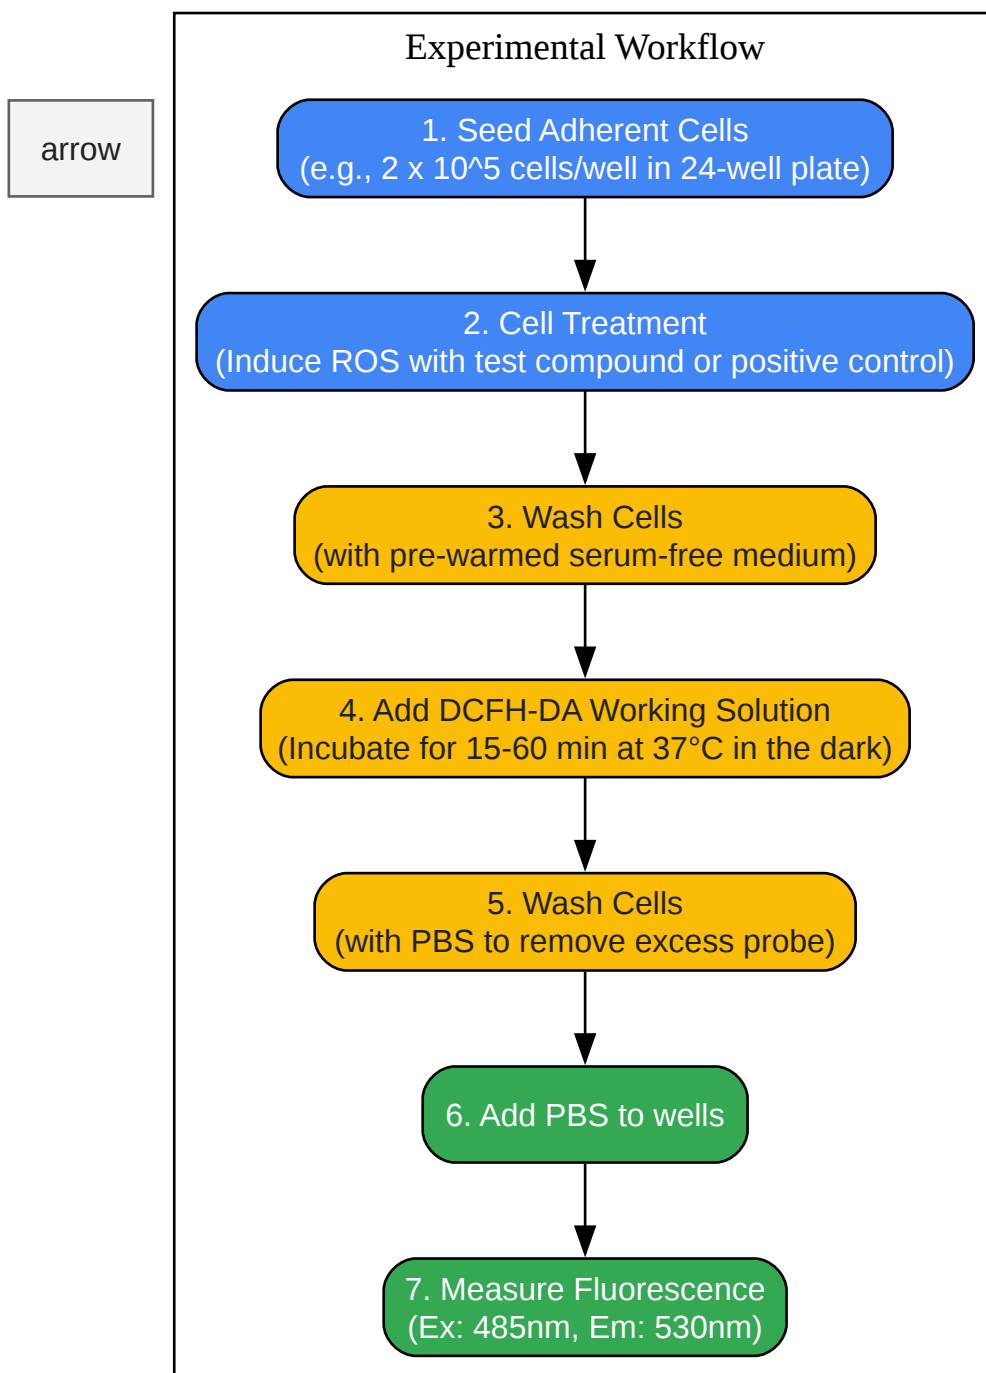 Experimental Workflow
arrow
1. Seed Adherent Cells
(e.g., 2 x 10^5 cells/well in 24-well plate)
2. Cell Treatment
(Induce ROS with test compound or positive control)
3. Wash Cells
(with pre-warmed serum-free medium)
4. Add DCFH-DA Working Solution
(Incubate for 15-60 min at 37°C in the dark)
5. Wash Cells
(with PBS to remove excess probe)
6. Add PBS to wells
7. Measure Fluorescence
(Ex: 485nm, Em: 530nm)